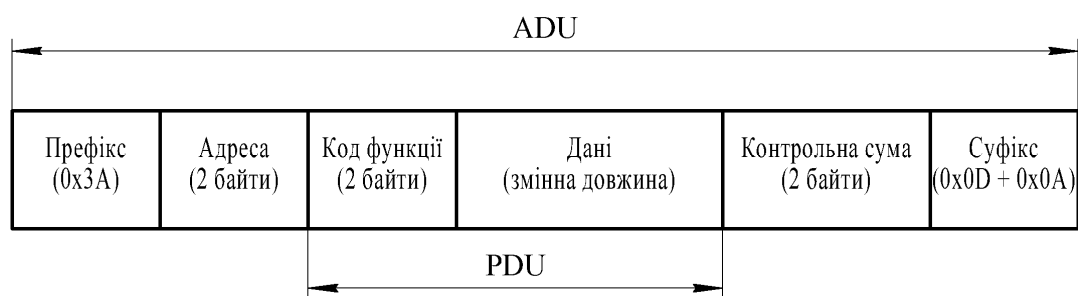 ADU
Префікс
(0x3A)
Адреса
(2 байти)
Код функції
(2 байти)
Дані
(змінна довжина)
Контрольна сума
(2 байти)
Суфікс
(0x0D + 0x0A)
PDU